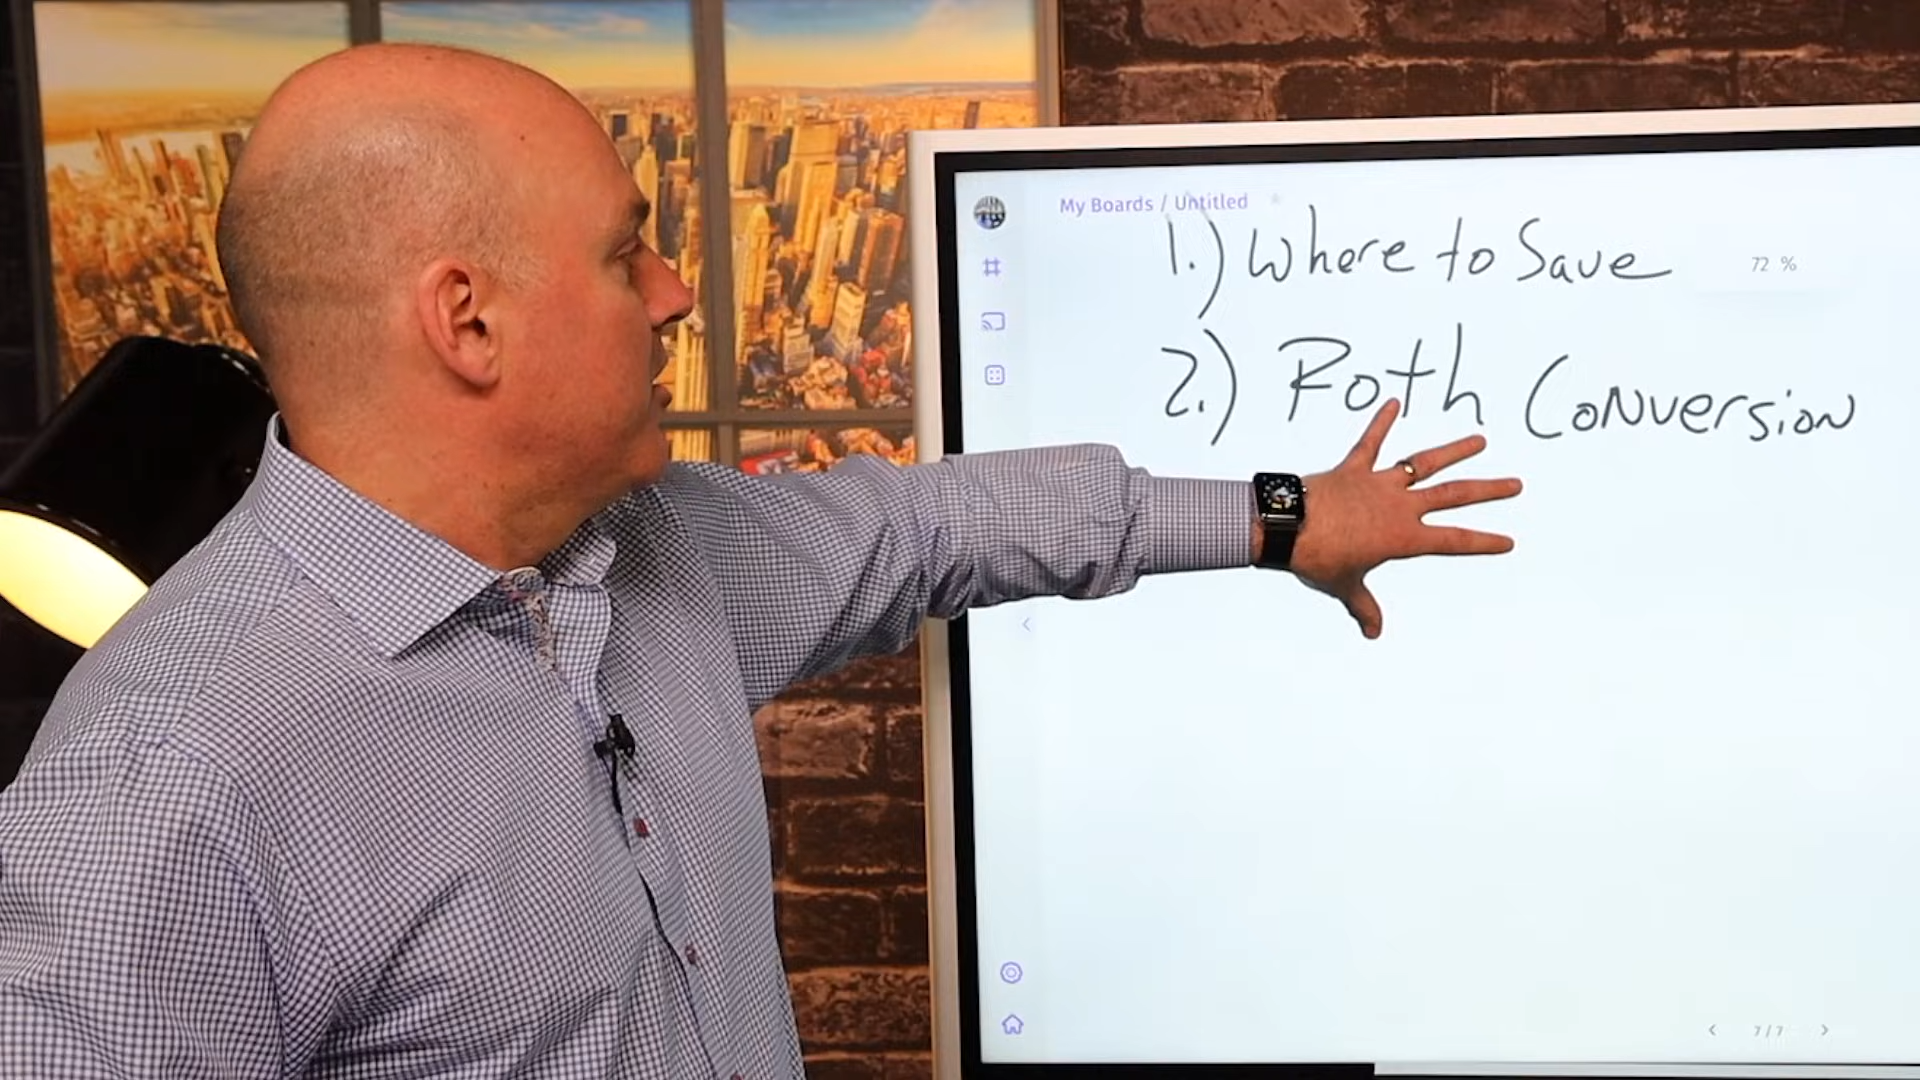 My Boards / Untitled
1.) Where to Save
72 %
2.) Roth Conversion
7/7